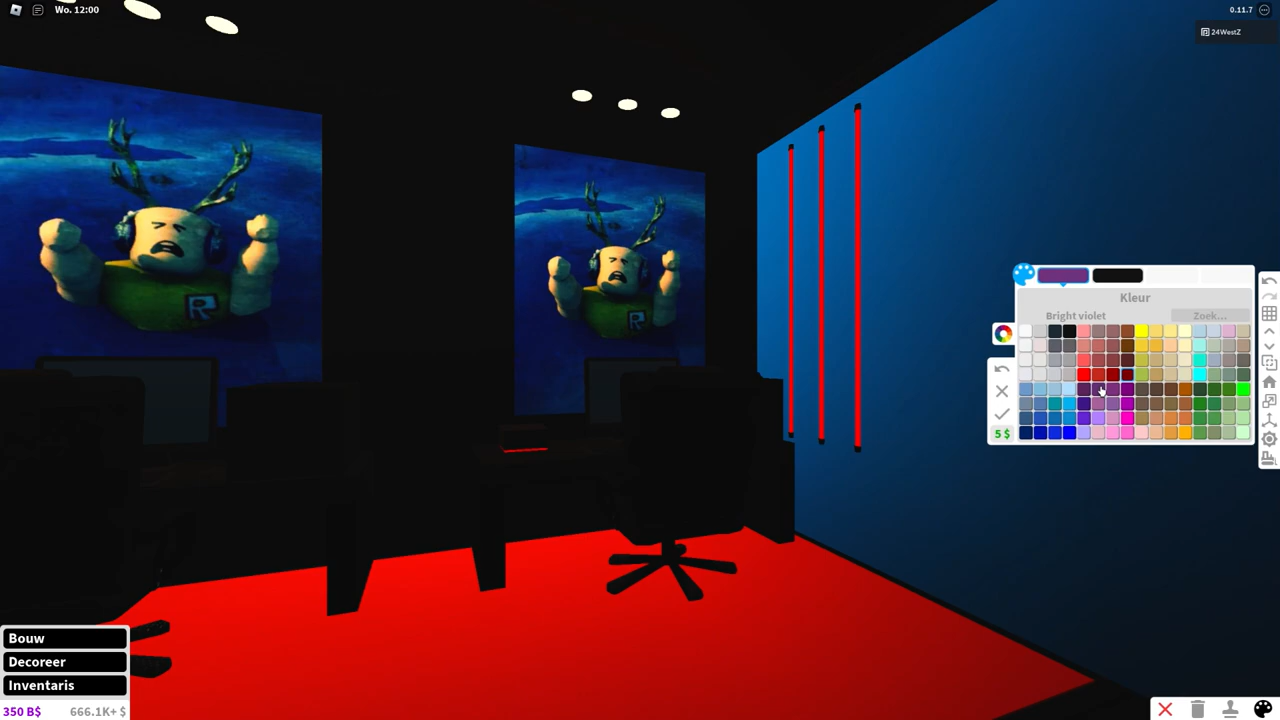 Wo. 12:00
0.11.7
24WestZ
Kleur
Bright violet
Zoek...
5 $
R
R
Bouw
Decoreer
Inventaris
350 B$
666.1K+ $